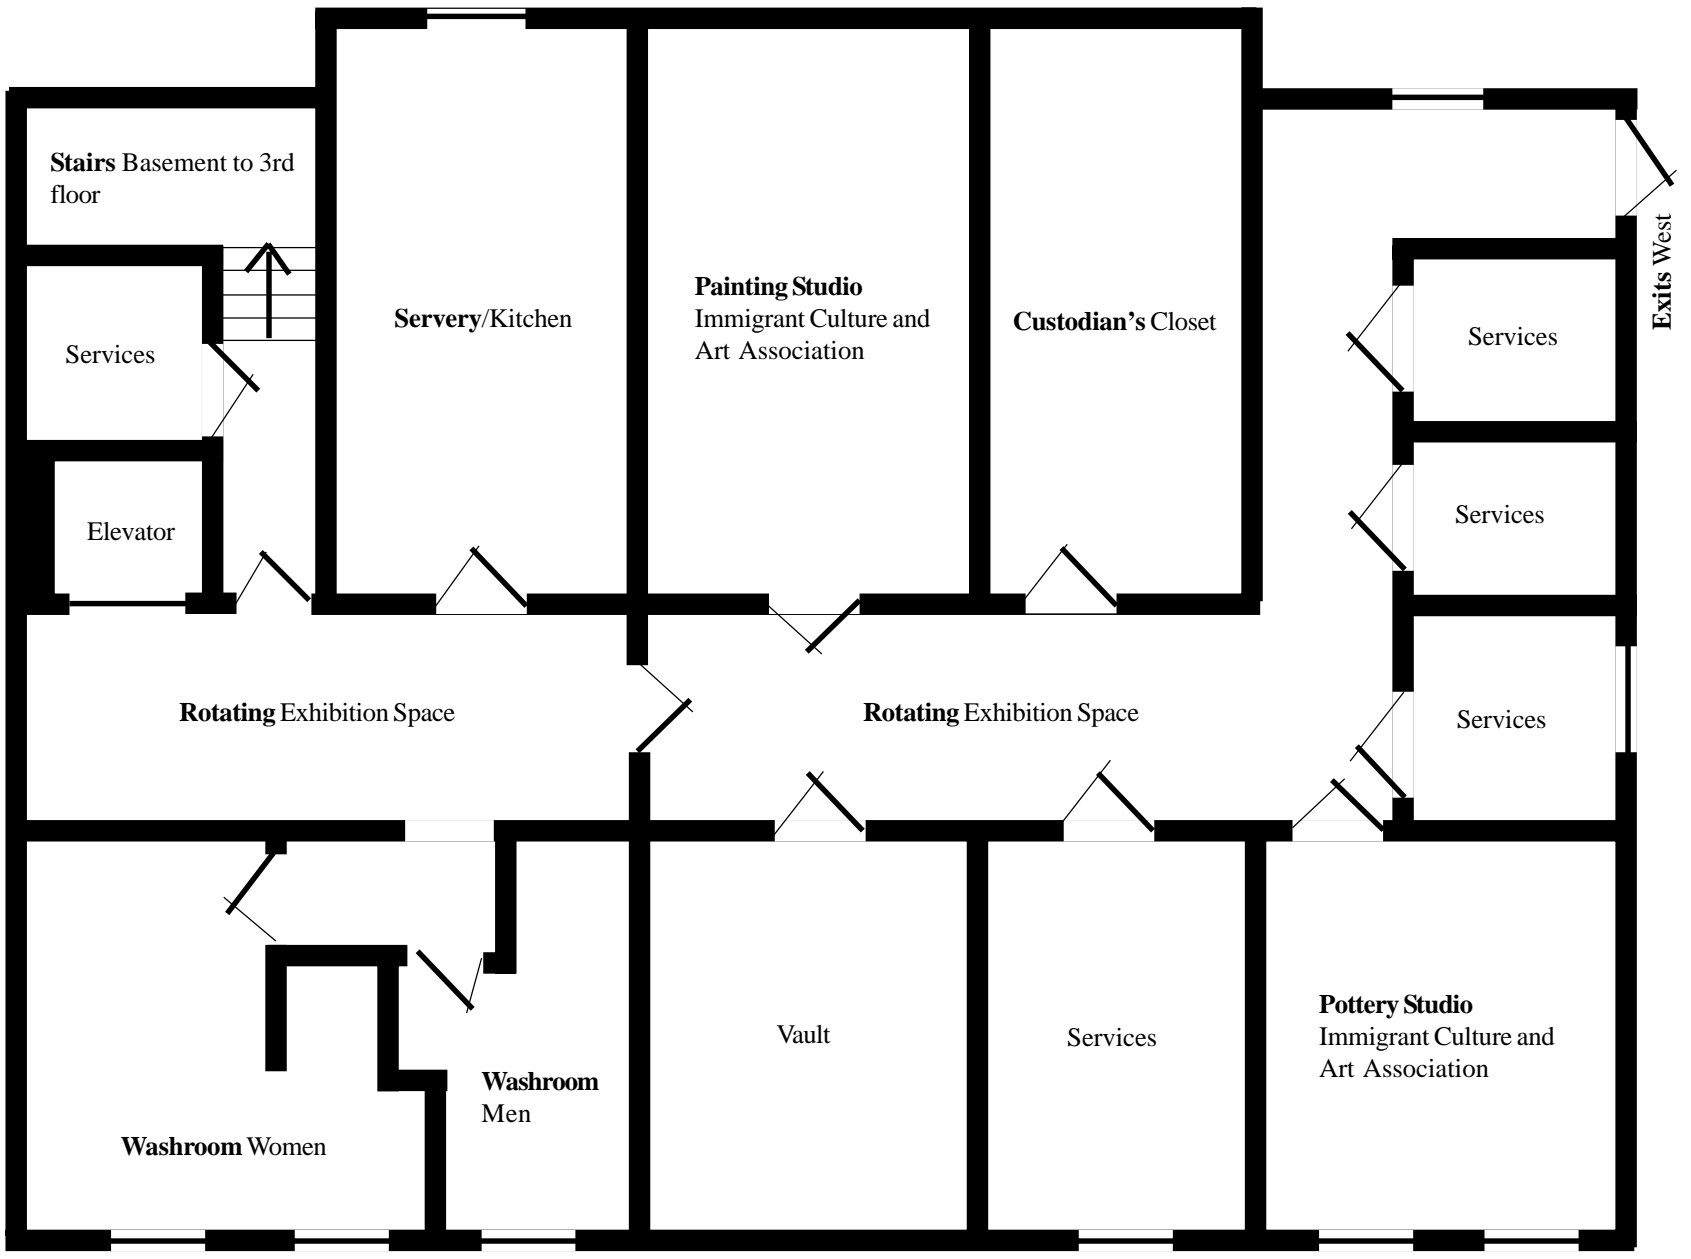 Stairs Basement to 3rd
floor
Services
Elevator
Servery/Kitchen
Painting Studio
Immigrant Culture and
Art Association
Custodian's Closet
Exits West
Services
Services
Services
Rotating Exhibition Space
Rotating Exhibition Space
Washroom Women
Washroom
Men
Vault
Services
Pottery Studio
Immigrant Culture and
Art Association